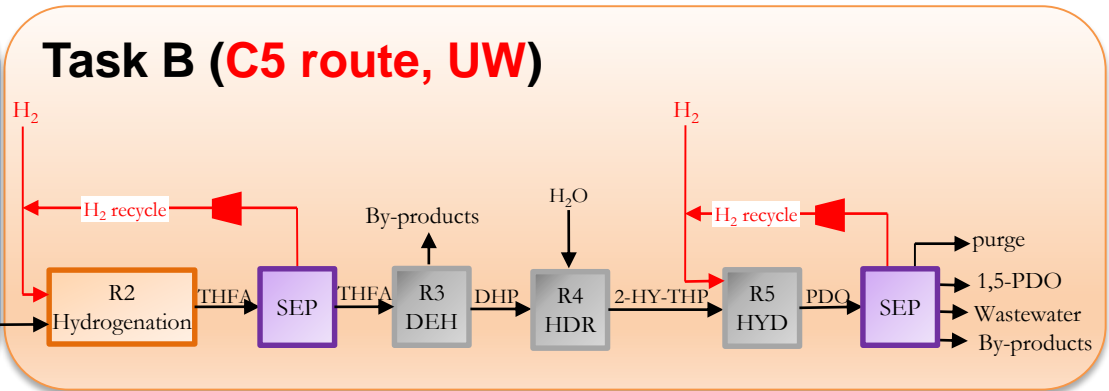 Task B (C5 route, UW)
H₂
H₂
H₂ recycle
By-products
H₂O
H₂ recycle
purge
R2
Hydrogenation
THFA
SEP
THFA
R3
DEH
DHP
R4
HDR
2-HY-THP
R5
HYD
PDO
SEP
1,5-PDO
Wastewater
By-products